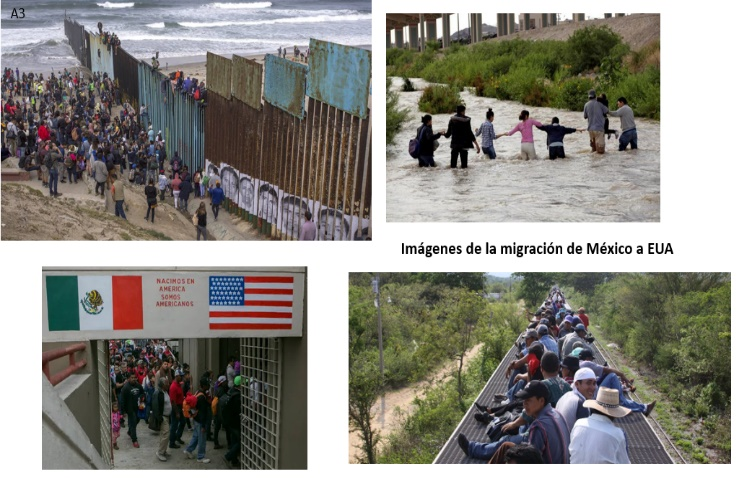 A3
Imágenes de la migración de México a EUA
NACIMOS EN
AMERICA
SOMOS
AMERICANOS